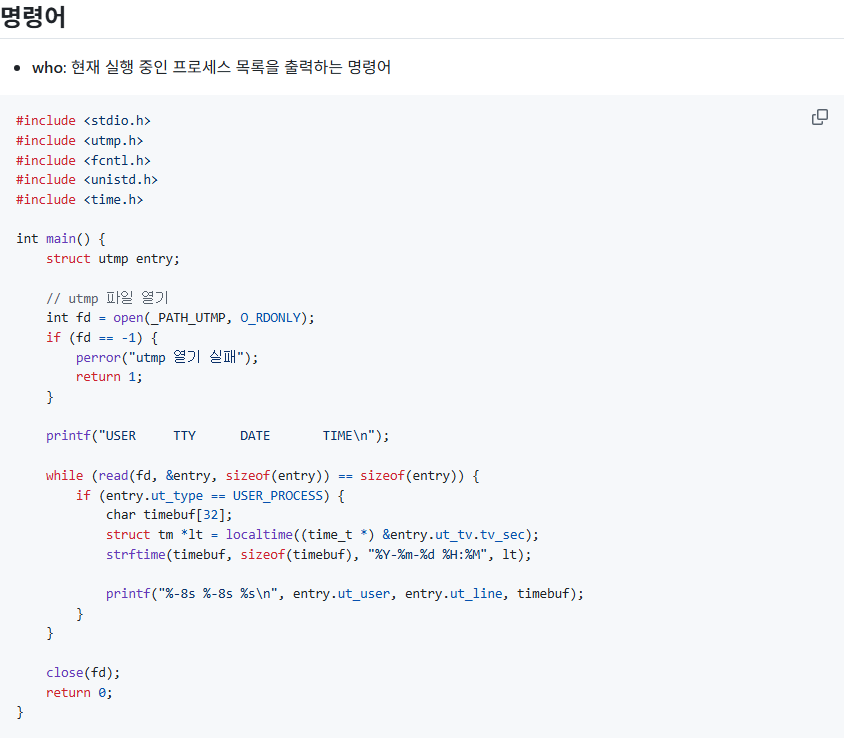 명령어
• who: 현재 실행 중인 프로세스 목록을 출력하는 명령어
#include <stdio.h>
#include <utmp.h>
#include <fcntl.h>
#include <unistd.h>
#include <time.h>

int main() {
    struct utmp entry;

    // utmp 파일 열기
    int fd = open(_PATH_UTMP, O_RDONLY);
    if (fd == -1) {
        perror("utmp 열기 실패");
        return 1;
    }

    printf("USER     TTY      DATE       TIME\n");

    while (read(fd, &entry, sizeof(entry)) == sizeof(entry)) {
        if (entry.ut_type == USER_PROCESS) {
            char timebuf[32];
            struct tm *lt = localtime((time_t *) &entry.ut_tv.tv_sec);
            strftime(timebuf, sizeof(timebuf), "%Y-%m-%d %H:%M", lt);

            printf("%-8s %-8s %s\n", entry.ut_user, entry.ut_line, timebuf);
        }
    }

    close(fd);
    return 0;
}